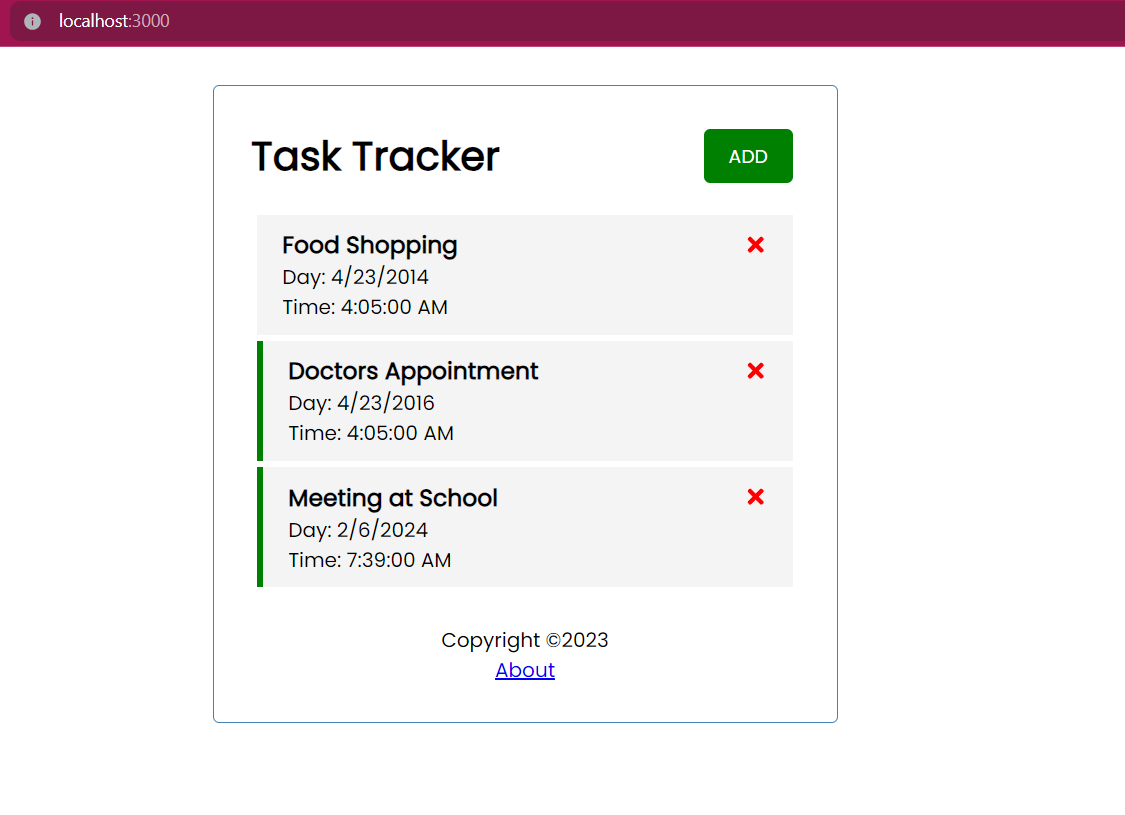 localhost:3000
Task Tracker
ADD
Food Shopping
Day: 4/23/2014
Time: 4:05:00 AM
Doctors Appointment
Day: 4/23/2016
Time: 4:05:00 AM
Meeting at School
Day: 2/6/2024
Time: 7:39:00 AM
Copyright ©2023
About